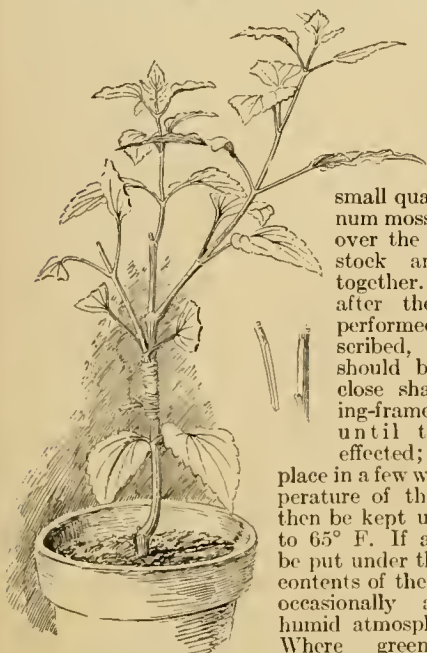 small qua
num moss
over the
stock an
together.
after the
performed
scribed,
should b
close sha
ing-frame
until t
effected;
place in a few w
perature of th
then be kept u
to 65° F. If a
be put under th
contents of the
occasionally a
humid atmosph
Where green